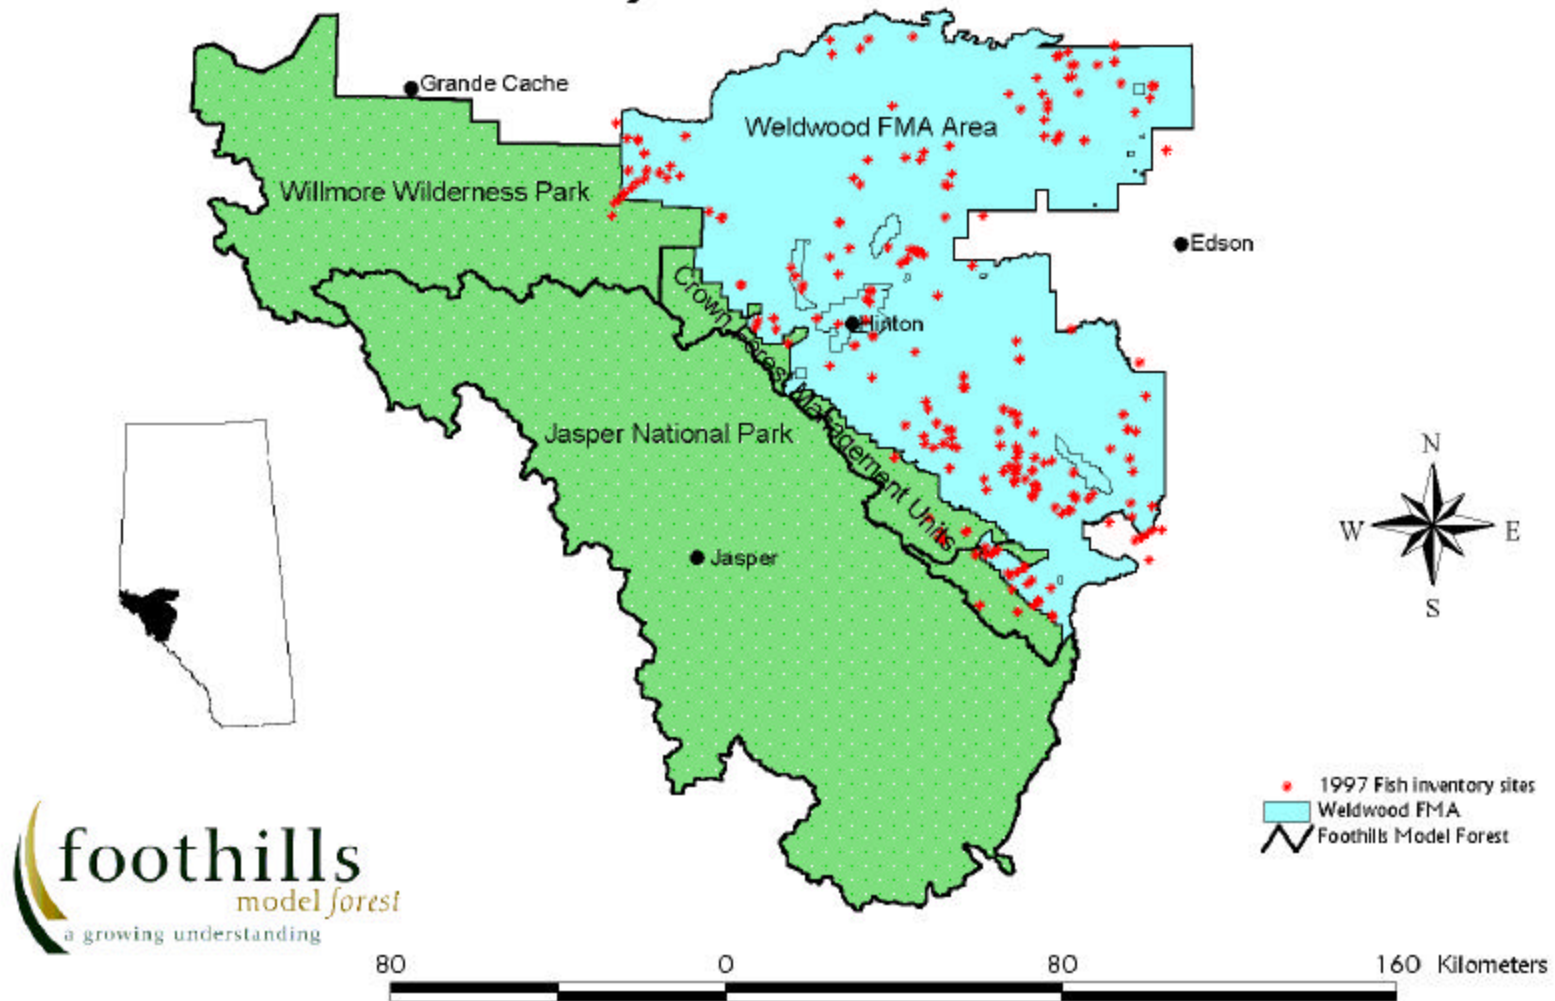 Grande Cache
Weldwood FMA Area
Willmore Wilderness Park
Edson
Crown Forest Management Units
Hinton
Jasper National Park
N
W E
S
Jasper
1997 Fish inventory sites
Weldwood FMA
Foothills Model Forest
foothills
model forest
a growing understanding
80 0 80 160 Kilometers